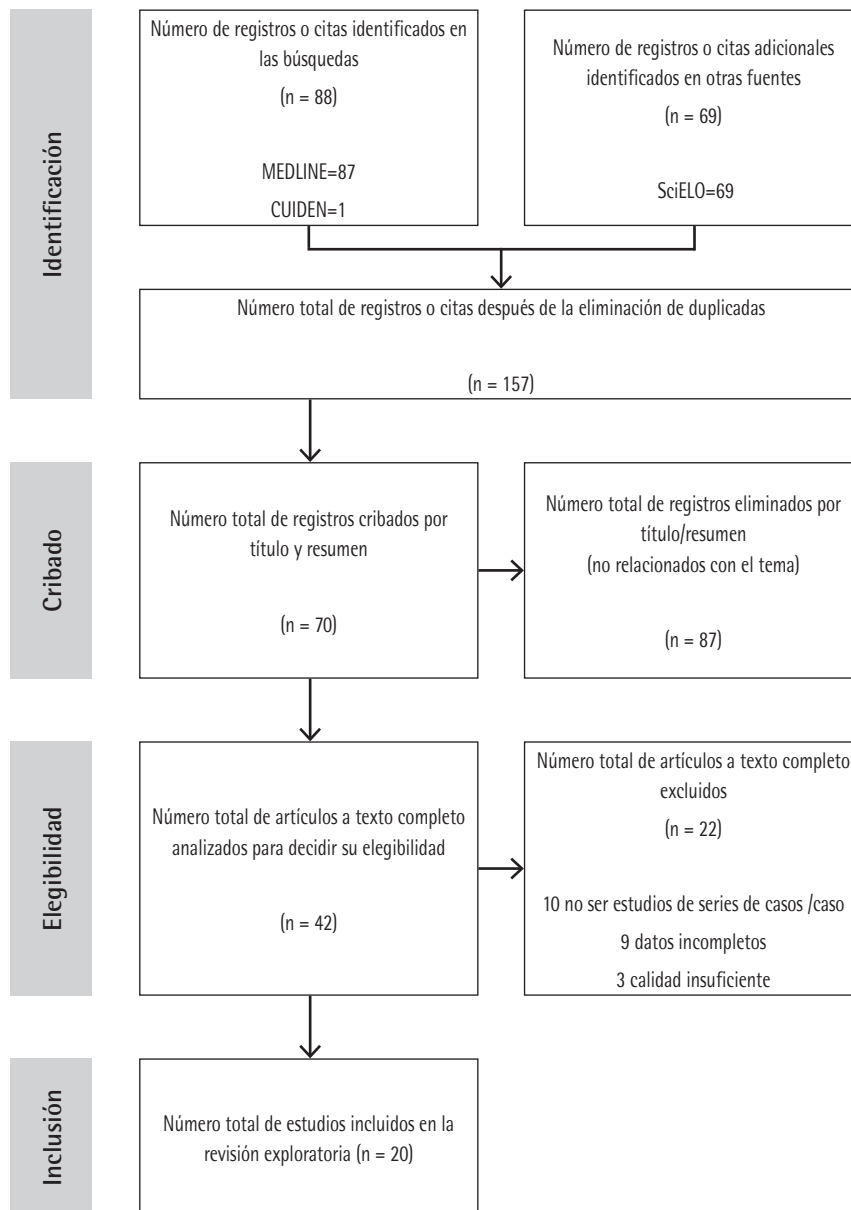 Identificación
Número de registros o citas identificados en
las búsquedas
(n = 88)
MEDLINE=87
CUIDEN=1
Número de registros o citas adicionales
identificados en otras fuentes
(n = 69)
SciELO=69
Número total de registros o citas después de la eliminación de duplicadas
(n = 157)
Cribado
Número total de registros cribados por
título y resumen
(n = 70)
Número total de registros eliminados por
título/resumen
(no relacionados con el tema)
(n = 87)
Elegibilidad
Número total de artículos a texto completo
analizados para decidir su elegibilidad
(n = 42)
Número total de artículos a texto completo
excluidos
(n = 22)
10 no ser estudios de series de casos /caso
9 datos incompletos
3 calidad insuficiente
Inclusión
Número total de estudios incluidos en la
revisión exploratoria (n = 20)